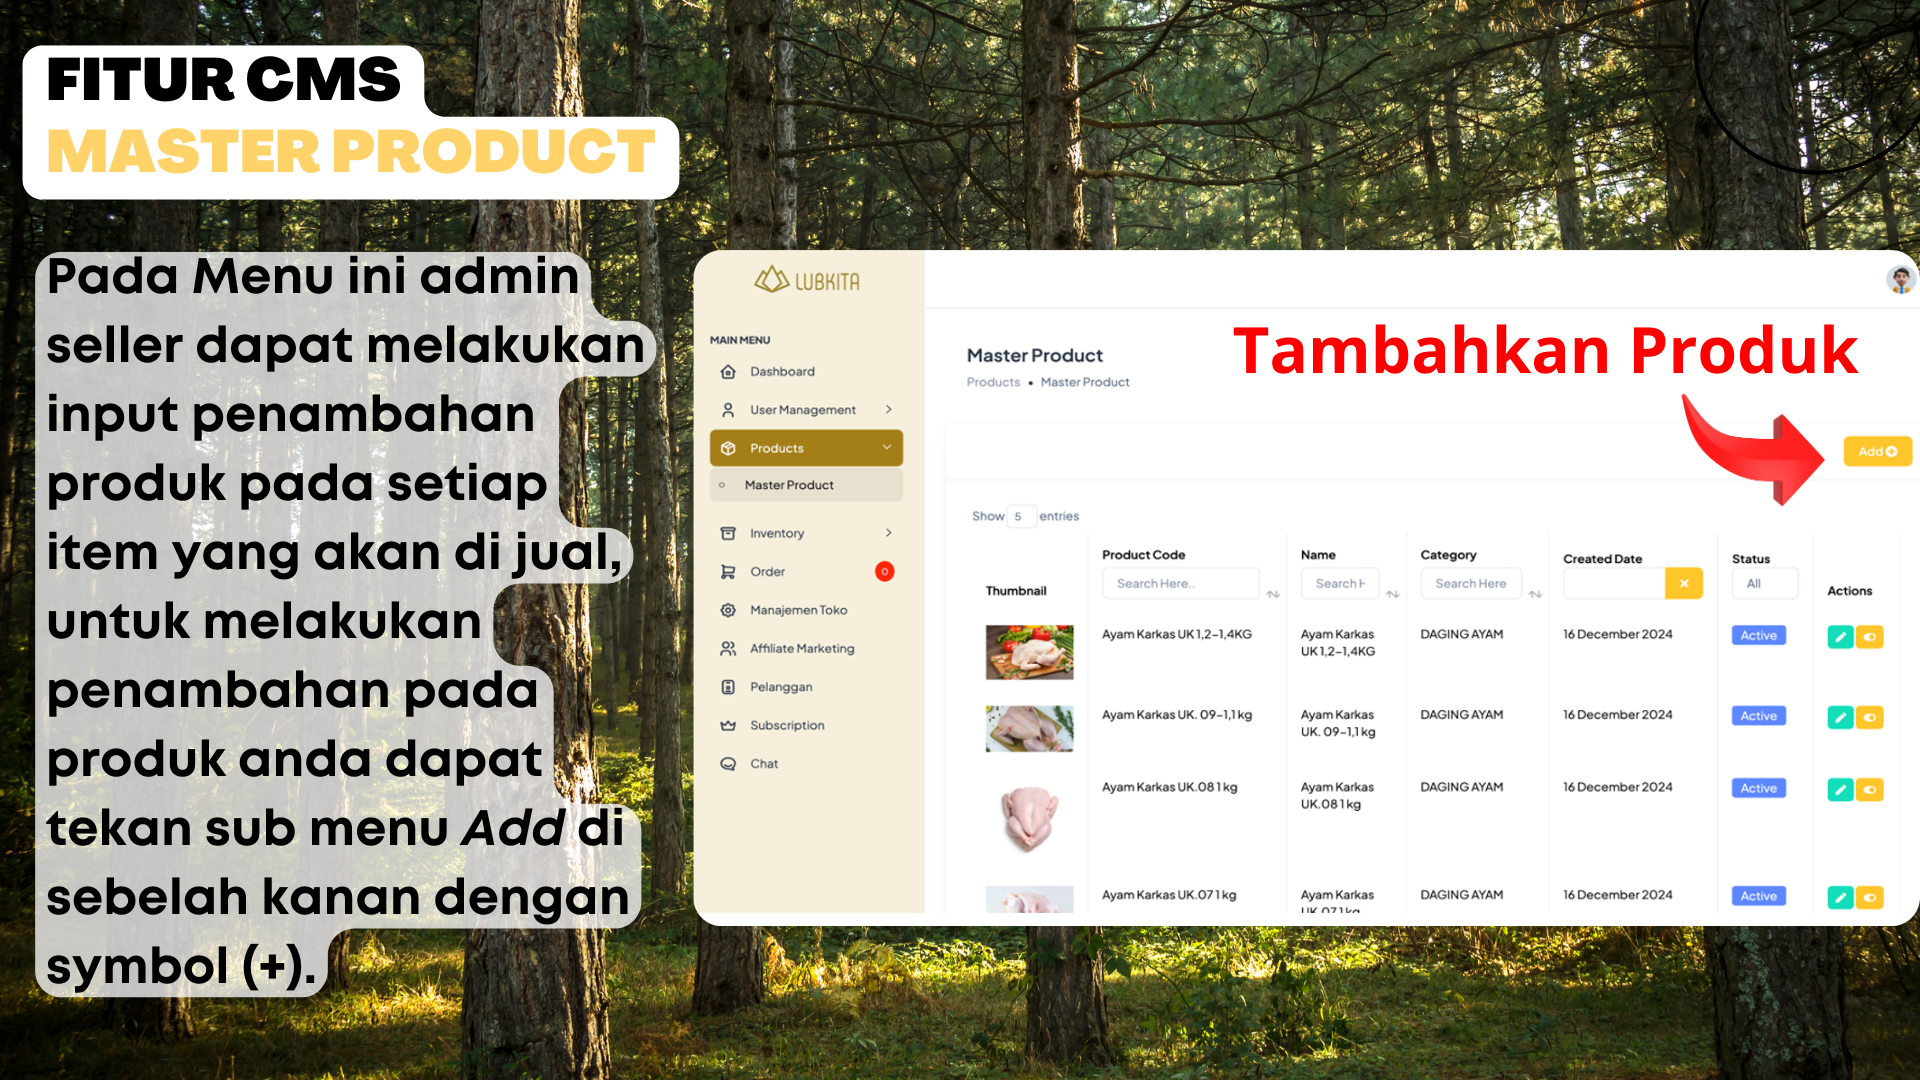 FITUR CMS
MASTER PRODUCT
Pada Menu ini admin
seller dapat melakukan
input penambahan
produk pada setiap
item yang akan di jual,
untuk melakukan
penambahan pada
produk anda dapat
tekan sub menu Add di
sebelah kanan dengan
symbol (+).
LUBKITA
MAIN MENU
Dashboard
User Management
Products
Master Product
Inventory
Order 0
Manajemen Toko
Affiliate Marketing
Pelanggan
Subscription
Chat
Master Product
Products • Master Product
Tambahkan Produk
Add
Show 5 entries
Thumbnail Product Code Name Category Created Date Status Actions
Search Here.. Search H Search Here All
Ayam Karkas UK 1,2-1,4KG Ayam Karkas DAGING AYAM 16 December 2024 Active
UK 1,2-1,4KG
Ayam Karkas UK. 09-1,1 kg Ayam Karkas DAGING AYAM 16 December 2024 Active
UK. 09-1,1 kg
Ayam Karkas UK.08 1 kg Ayam Karkas DAGING AYAM 16 December 2024 Active
UK.08 1 kg
Ayam Karkas UK.07 1 kg Ayam Karkas DAGING AYAM 16 December 2024 Active
UK.07 1 kg